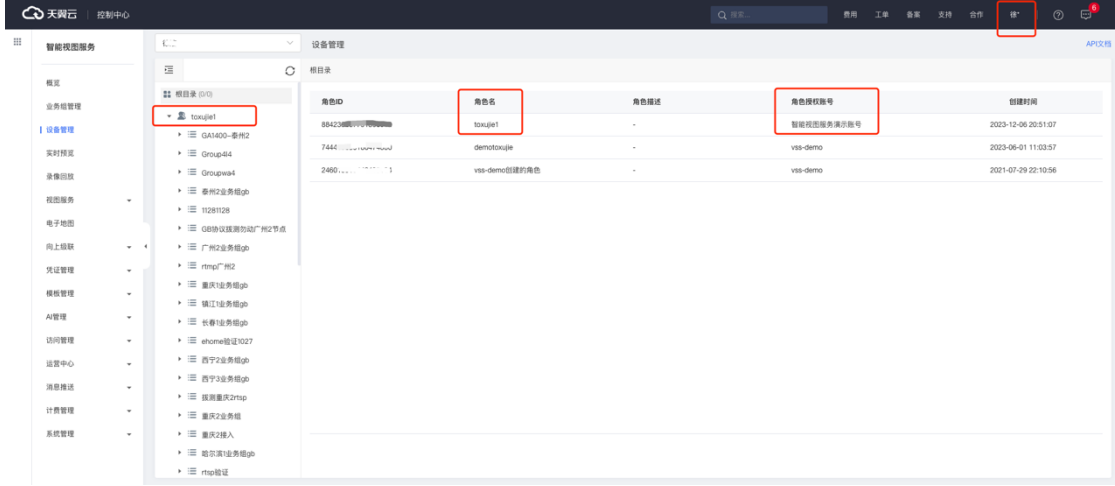 天翼云 控制中心
搜索... 费用 工单 备案 支持 合作 徐* 6
智能视图服务
概览
业务组管理
设备管理
实时预览
录像回放
视图服务
电子地图
向上级联
凭证管理
模板管理
AI管理
访问管理
运营中心
消息推送
计费管理
系统管理
根目录 (0/0)
toxujie1
GA1400--泰州2
Group4l4
Groupwa4
泰州2业务组gb
11281128
GB协议拨测勿动广州2节点
广州2业务组gb
rtmp广州2
重庆1业务组gb
镇江1业务组gb
长春1业务组gb
ehome验证1027
西宁2业务组gb
西宁3业务组gb
拨测重庆2rtsp
重庆2业务组
重庆2接入
哈尔滨1业务组gb
rtsp验证
设备管理 API文档
根目录
角色ID 角色名 角色描述 角色授权账号 创建时间
toxujie1 - 智能视图服务演示账号 2023-12-06 20:51:07
demotoxujie - vss-demo 2023-06-01 11:03:57
vss-demo创建的角色 - vss-demo 2021-07-29 22:10:56